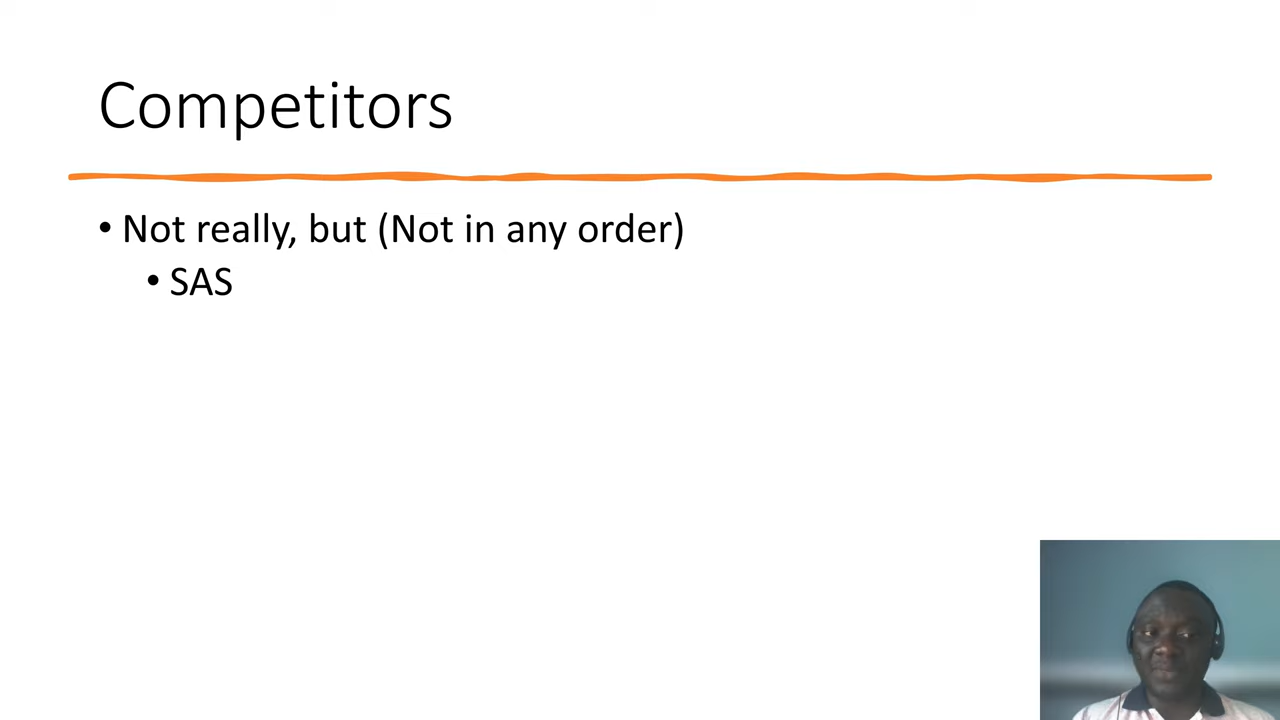 Competitors
• Not really, but (Not in any order)
• SAS